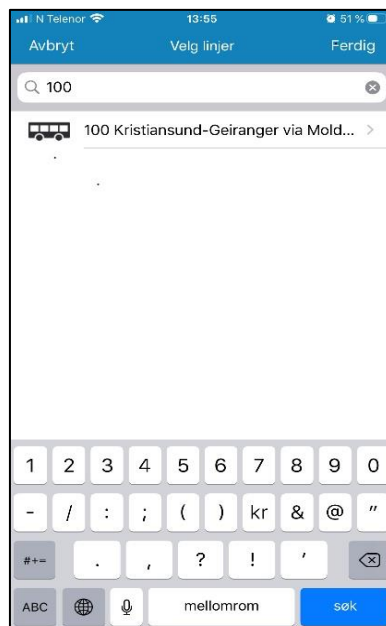 N Telenor 13:55 51 %
Avbryt Velg linjer Ferdig
100
100 Kristiansund-Geiranger via Mold...
1 2 3 4 5 6 7 8 9 0
- / : ; ( ) kr & @ "
#+= . , ? ! '
ABC mellomrom søk